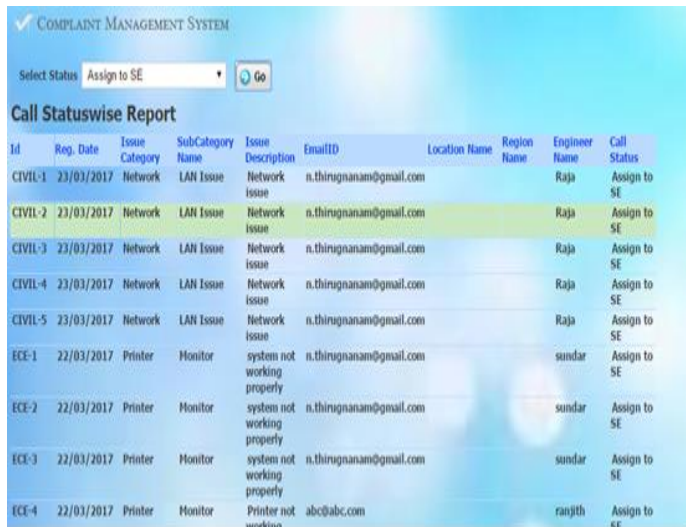 COMPLAINT MANAGEMENT SYSTEM
Select Status Assign to SE Go
Call Statuswise Report
Id Reg. Date Issue Category SubCategory Name Issue Description EmailID Location Name Region Name Engineer Name Call Status
CIVIL-1 23/03/2017 Network LAN Issue Network issue n.thirugnanam@gmail.com Raja Assign to SE
CIVIL-2 23/03/2017 Network LAN Issue Network issue n.thirugnanam@gmail.com Raja Assign to SE
CIVIL-3 23/03/2017 Network LAN Issue Network issue n.thirugnanam@gmail.com Raja Assign to SE
CIVIL-4 23/03/2017 Network LAN Issue Network issue n.thirugnanam@gmail.com Raja Assign to SE
CIVIL-5 23/03/2017 Network LAN Issue Network issue n.thirugnanam@gmail.com Raja Assign to SE
ECE-1 22/03/2017 Printer Monitor system not working properly n.thirugnanam@gmail.com sundar Assign to SE
ECE-2 22/03/2017 Printer Monitor system not working properly n.thirugnanam@gmail.com sundar Assign to SE
ECE-3 22/03/2017 Printer Monitor system not working properly n.thirugnanam@gmail.com sundar Assign to SE
ECE-4 22/03/2017 Printer Monitor Printer not working abc@abc.com ranjith Assign to SE